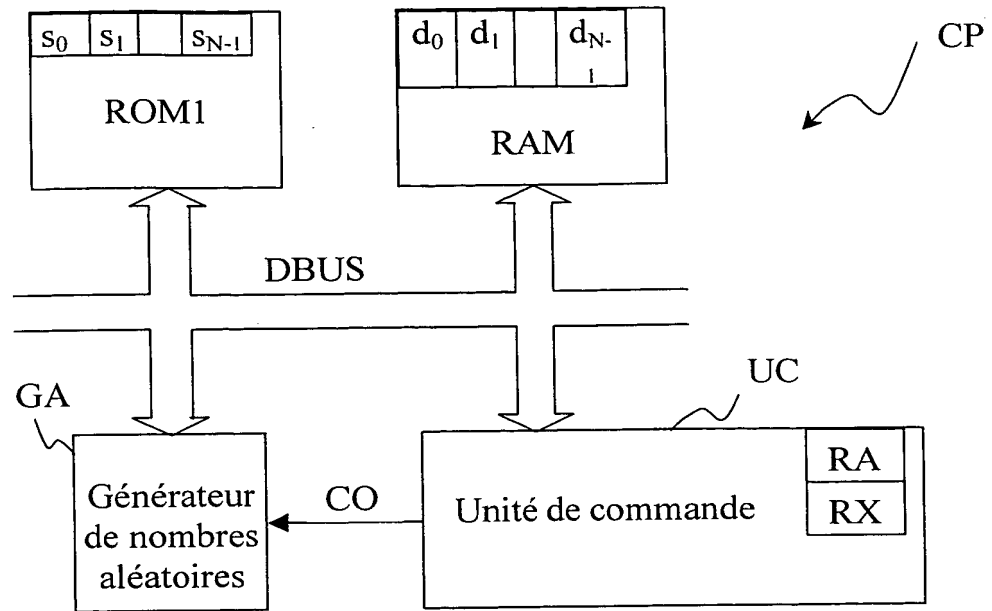 s0 s1 sN-1
ROM1
d0 d1 dN-1
RAM
CP
DBUS
GA
UC
Générateur
de nombres
aléatoires
CO
Unité de commande
RA
RX